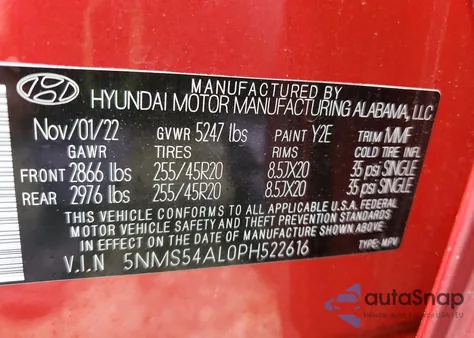 MANUFACTURED BY
HYUNDAI MOTOR MANUFACTURING ALABAMA, LLC
Nov/01/22 GVWR 5247 lbs PAINT Y2E TRIM MMF
GAWR TIRES RIMS COLD TIRE INFL
FRONT 2866 lbs 255/45R20 8.5JX20 35 psi SINGLE
REAR 2976 lbs 255/45R20 8.5JX20 35 psi SINGLE
THIS VEHICLE CONFORMS TO ALL APPLICABLE U.S.A. FEDERAL
MOTOR VEHICLE SAFETY AND THEFT PREVENTION STANDARDS
IN EFFECT ON THE DATE OF MANUFACTURE SHOWN ABOVE.
V.I.N 5NMS54AL0PH522616 TYPE: MPV
autaSnap